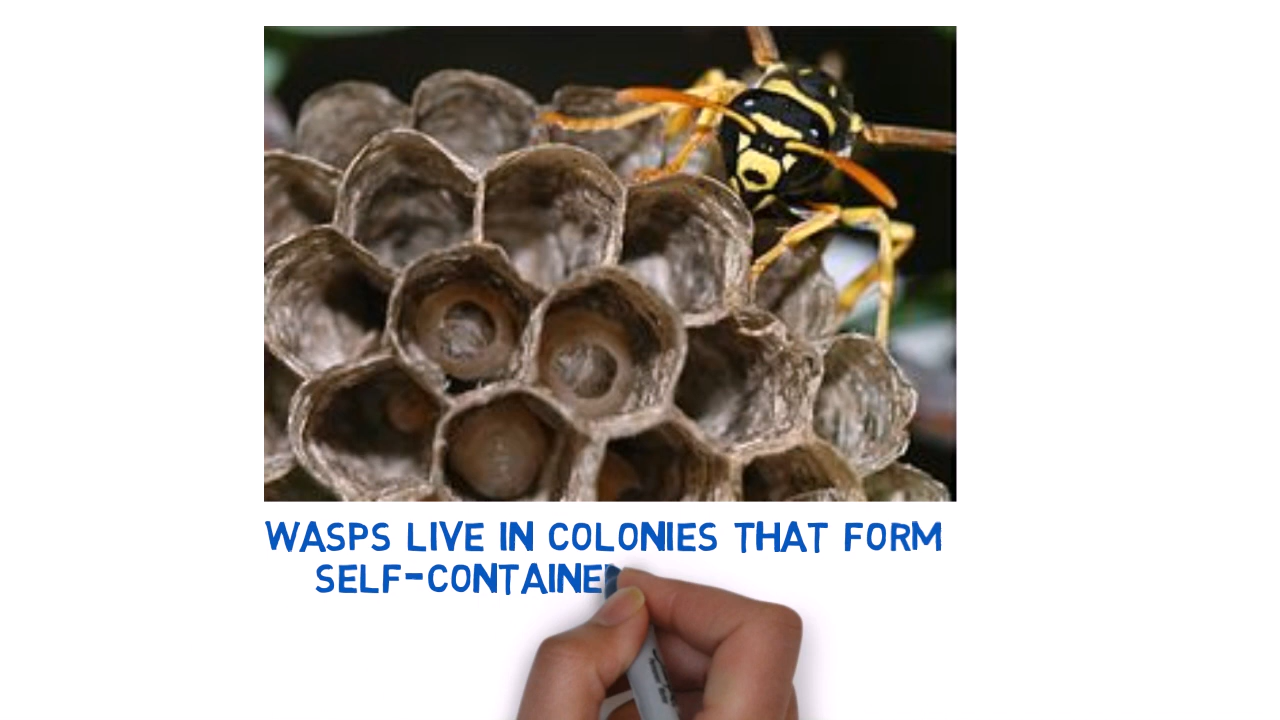 WASPS LIVE IN COLONIES THAT FORM
SELF-CONTAINE